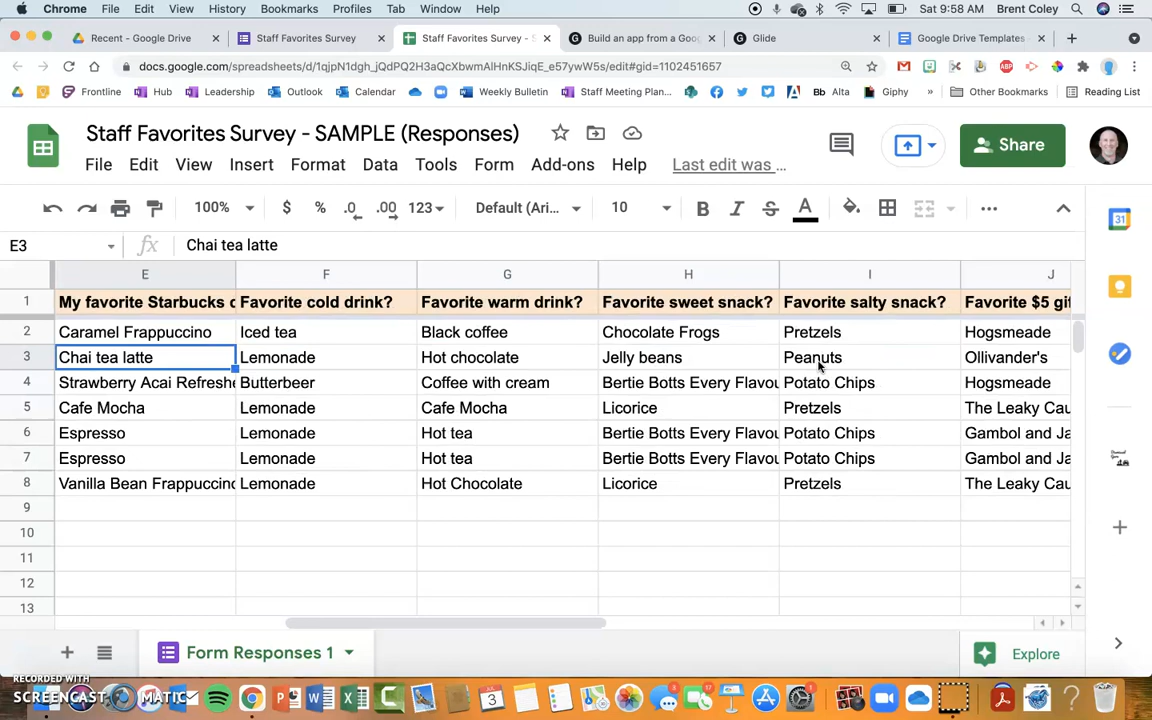 Chrome File Edit View History Bookmarks Profiles Tab Window Help Sat 9:58 AM Brent Coley
Recent - Google Drive Staff Favorites Survey Staff Favorites Survey - S Build an app from a Goo Glide Google Drive Templates
docs.google.com/spreadsheets/d/1qjpN1dgh_jQdPQ2H3aQcXbwmAlHnKSJiqE_e57ywW5s/edit#gid=1102451657
Frontline Hub Leadership Outlook Calendar Weekly Bulletin Staff Meeting Plan... Bb Alta Giphy » Other Bookmarks Reading List
Staff Favorites Survey - SAMPLE (Responses)
Share
File Edit View Insert Format Data Tools Form Add-ons Help Last edit was ...
100% $ % .0 .00 123 Default (Ari... 10 B I S A
E3 fx Chai tea latte
E F G H I J
1 My favorite Starbucks Favorite cold drink? Favorite warm drink? Favorite sweet snack? Favorite salty snack? Favorite $5 gif
2 Caramel Frappuccino Iced tea Black coffee Chocolate Frogs Pretzels Hogsmeade
3 Chai tea latte Lemonade Hot chocolate Jelly beans Peanuts Ollivander's
4 Strawberry Acai Refreshe Butterbeer Coffee with cream Bertie Botts Every Flavou Potato Chips Hogsmeade
5 Cafe Mocha Lemonade Cafe Mocha Licorice Pretzels The Leaky Cau
6 Espresso Lemonade Hot tea Bertie Botts Every Flavou Potato Chips Gambol and Ja
7 Espresso Lemonade Hot tea Bertie Botts Every Flavou Potato Chips Gambol and Ja
8 Vanilla Bean Frappuccino Lemonade Hot Chocolate Licorice Pretzels The Leaky Cau
9
10
11
12
13
Form Responses 1 Explore
RECORDED WITH
SCREENCAST MATIC